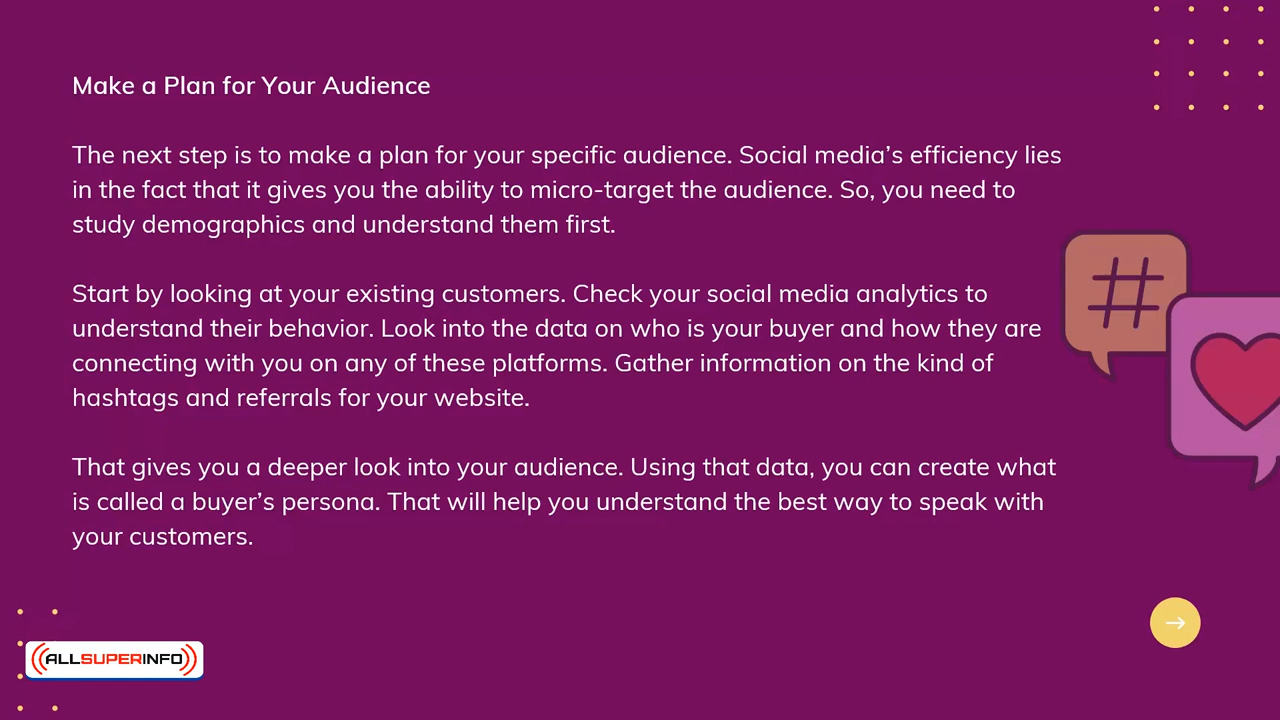 Make a Plan for Your Audience
The next step is to make a plan for your specific audience. Social media’s efficiency lies
in the fact that it gives you the ability to micro-target the audience. So, you need to
study demographics and understand them first.
Start by looking at your existing customers. Check your social media analytics to
understand their behavior. Look into the data on who is your buyer and how they are
connecting with you on any of these platforms. Gather information on the kind of
hashtags and referrals for your website.
That gives you a deeper look into your audience. Using that data, you can create what
is called a buyer’s persona. That will help you understand the best way to speak with
your customers.
#
ALLSUPERINFO